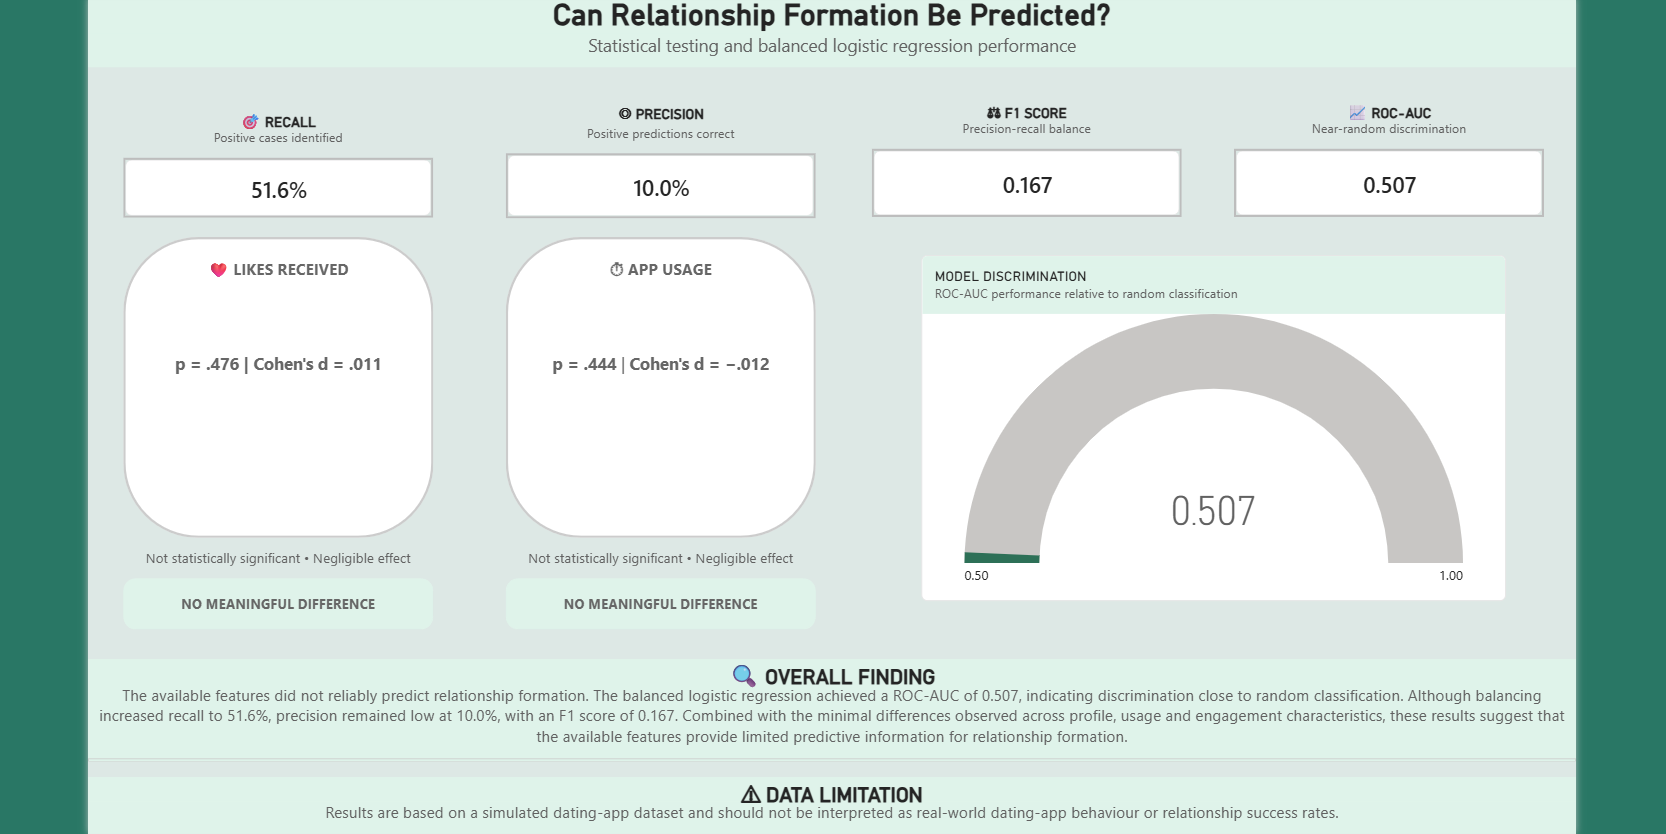 Can Relationship Formation Be Predicted?
Statistical testing and balanced logistic regression performance
🎯 RECALL
Positive cases identified
51.6%
◎ PRECISION
Positive predictions correct
10.0%
⚖ F1 SCORE
Precision-recall balance
0.167
📈 ROC-AUC
Near-random discrimination
0.507
❤️ LIKES RECEIVED
p = .476 | Cohen's d = .011
Not statistically significant • Negligible effect
NO MEANINGFUL DIFFERENCE
⏱ APP USAGE
p = .444 | Cohen's d = −.012
Not statistically significant • Negligible effect
NO MEANINGFUL DIFFERENCE
MODEL DISCRIMINATION
ROC-AUC performance relative to random classification
0.507
0.50
1.00
🔍 OVERALL FINDING
The available features did not reliably predict relationship formation. The balanced logistic regression achieved a ROC-AUC of 0.507, indicating discrimination close to random classification. Although balancing
increased recall to 51.6%, precision remained low at 10.0%, with an F1 score of 0.167. Combined with the minimal differences observed across profile, usage and engagement characteristics, these results suggest that
the available features provide limited predictive information for relationship formation.
⚠ DATA LIMITATION
Results are based on a simulated dating-app dataset and should not be interpreted as real-world dating-app behaviour or relationship success rates.